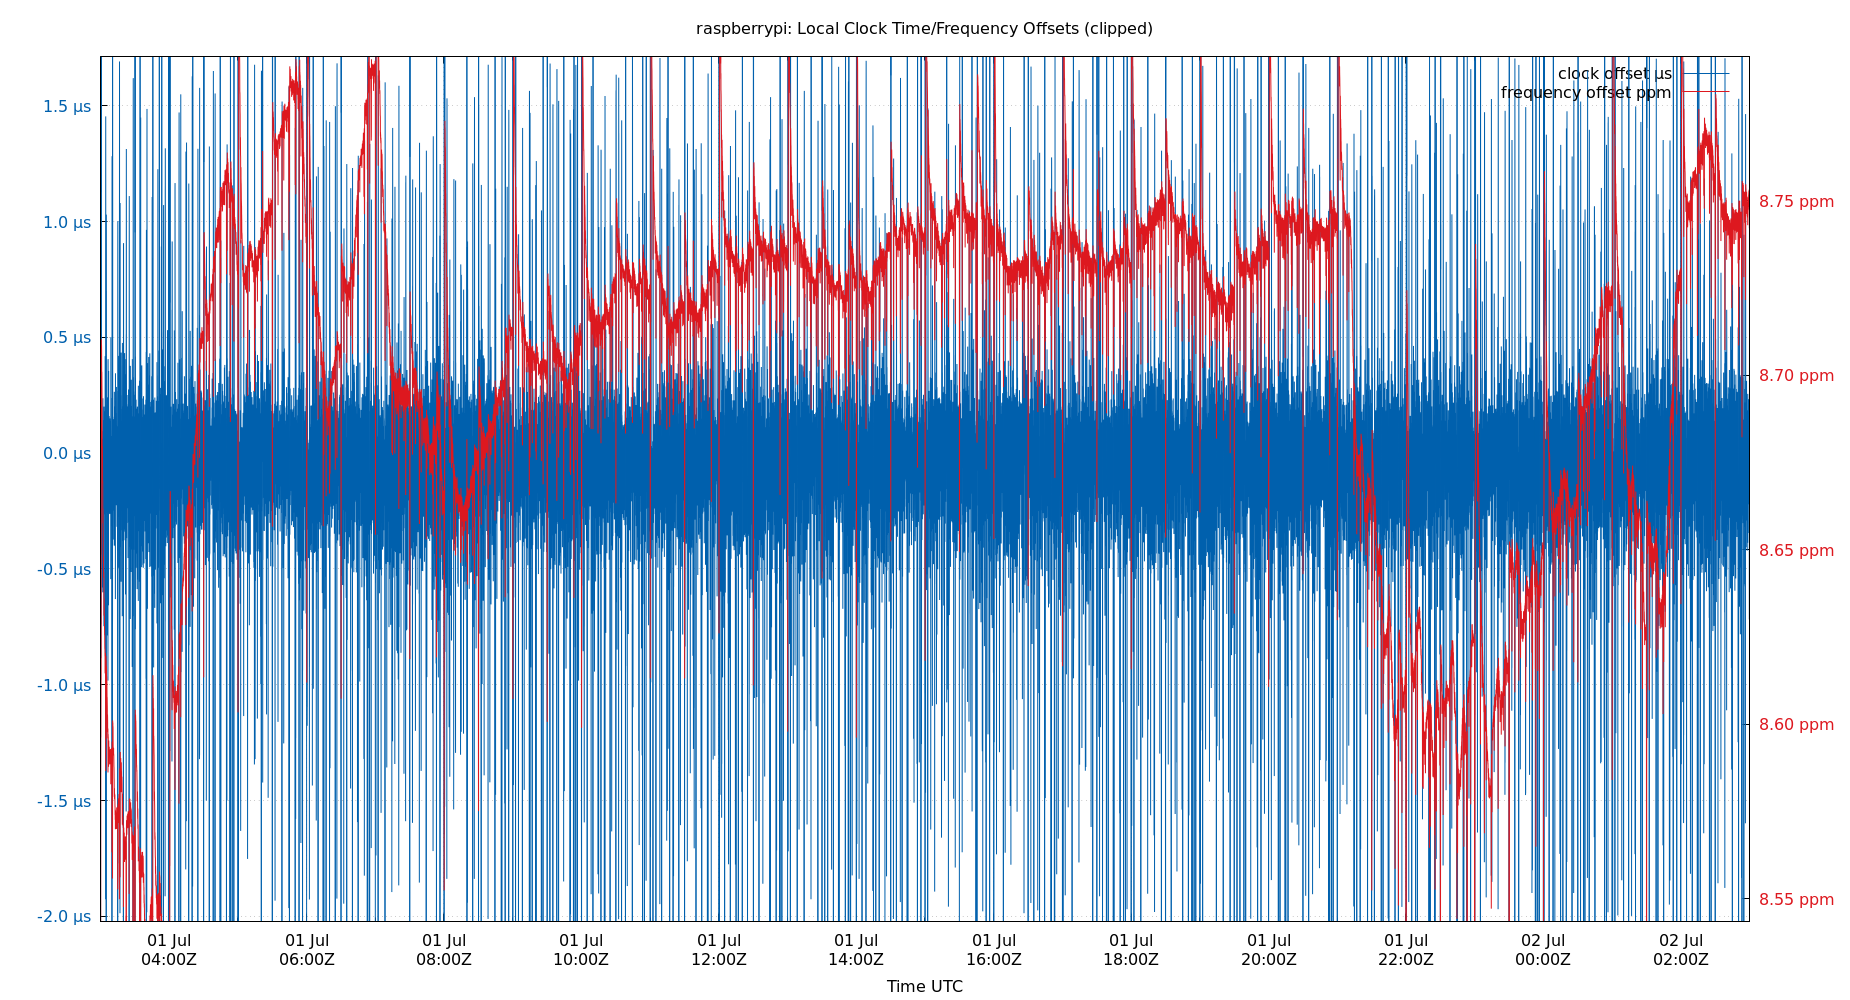 raspberrypi: Local Clock Time/Frequency Offsets (clipped)
clock offset µs
frequency offset ppm
1.5 µs
1.0 µs
0.5 µs
0.0 µs
-0.5 µs
-1.0 µs
-1.5 µs
-2.0 µs
8.75 ppm
8.70 ppm
8.65 ppm
8.60 ppm
8.55 ppm
01 Jul
04:00Z
01 Jul
06:00Z
01 Jul
08:00Z
01 Jul
10:00Z
01 Jul
12:00Z
01 Jul
14:00Z
01 Jul
16:00Z
01 Jul
18:00Z
01 Jul
20:00Z
01 Jul
22:00Z
02 Jul
00:00Z
02 Jul
02:00Z
Time UTC